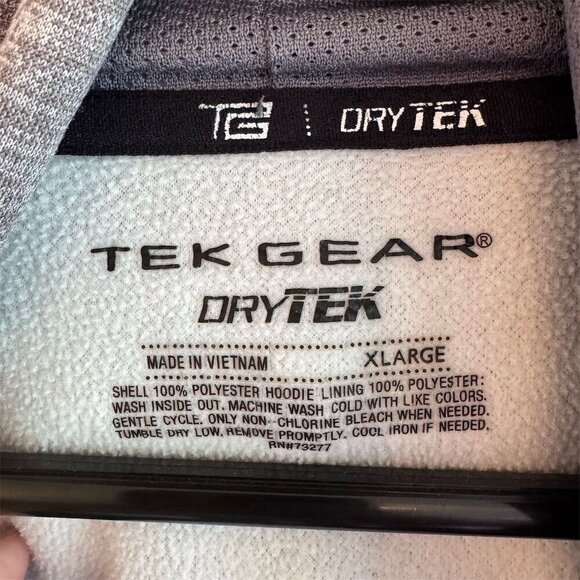 TG DRYTEK
TEK GEAR®
DRYTEK
MADE IN VIETNAM XLARGE
SHELL 100% POLYESTER HOODIE LINING 100% POLYESTER:
WASH INSIDE OUT. MACHINE WASH COLD WITH LIKE COLORS.
GENTLE CYCLE. ONLY NON-CHLORINE BLEACH WHEN NEEDED.
TUMBLE DRY LOW. REMOVE PROMPTLY. COOL IRON IF NEEDED.
RN#73277